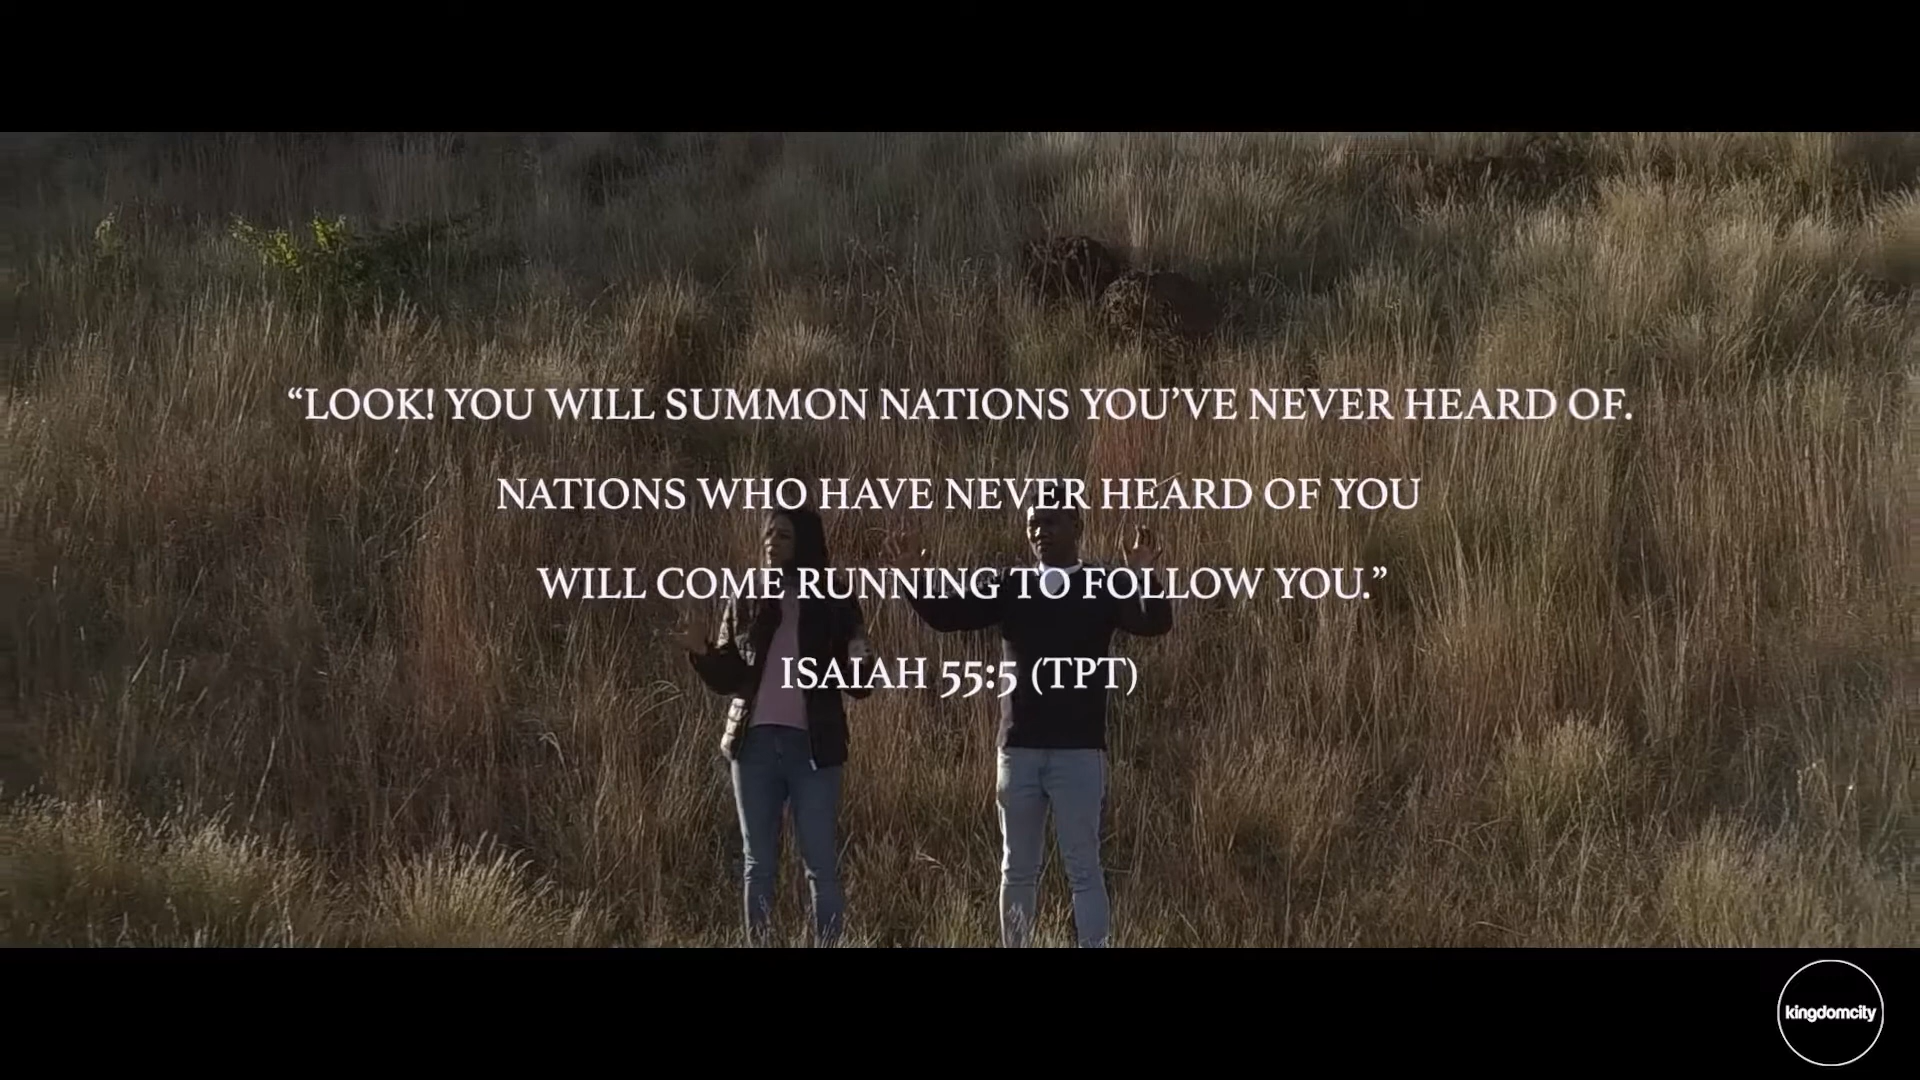 “LOOK! YOU WILL SUMMON NATIONS YOU’VE NEVER HEARD OF.
NATIONS WHO HAVE NEVER HEARD OF YOU
WILL COME RUNNING TO FOLLOW YOU.”
ISAIAH 55:5 (TPT)
kingdomcity